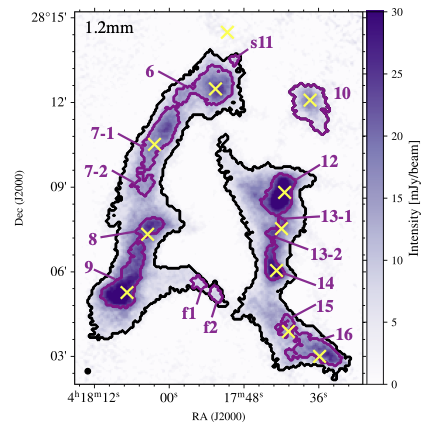 1.2mm
28°15'
12'
09'
06'
03'
Dec (J2000)
4ʰ18ᵐ12ˢ
00ˢ
17ᵐ48ˢ
36ˢ
RA (J2000)
s11
6
10
7-1
7-2
12
13-1
13-2
8
9
14
f1
f2
15
16
30
25
20
15
10
5
0
Intensity [mJy/beam]